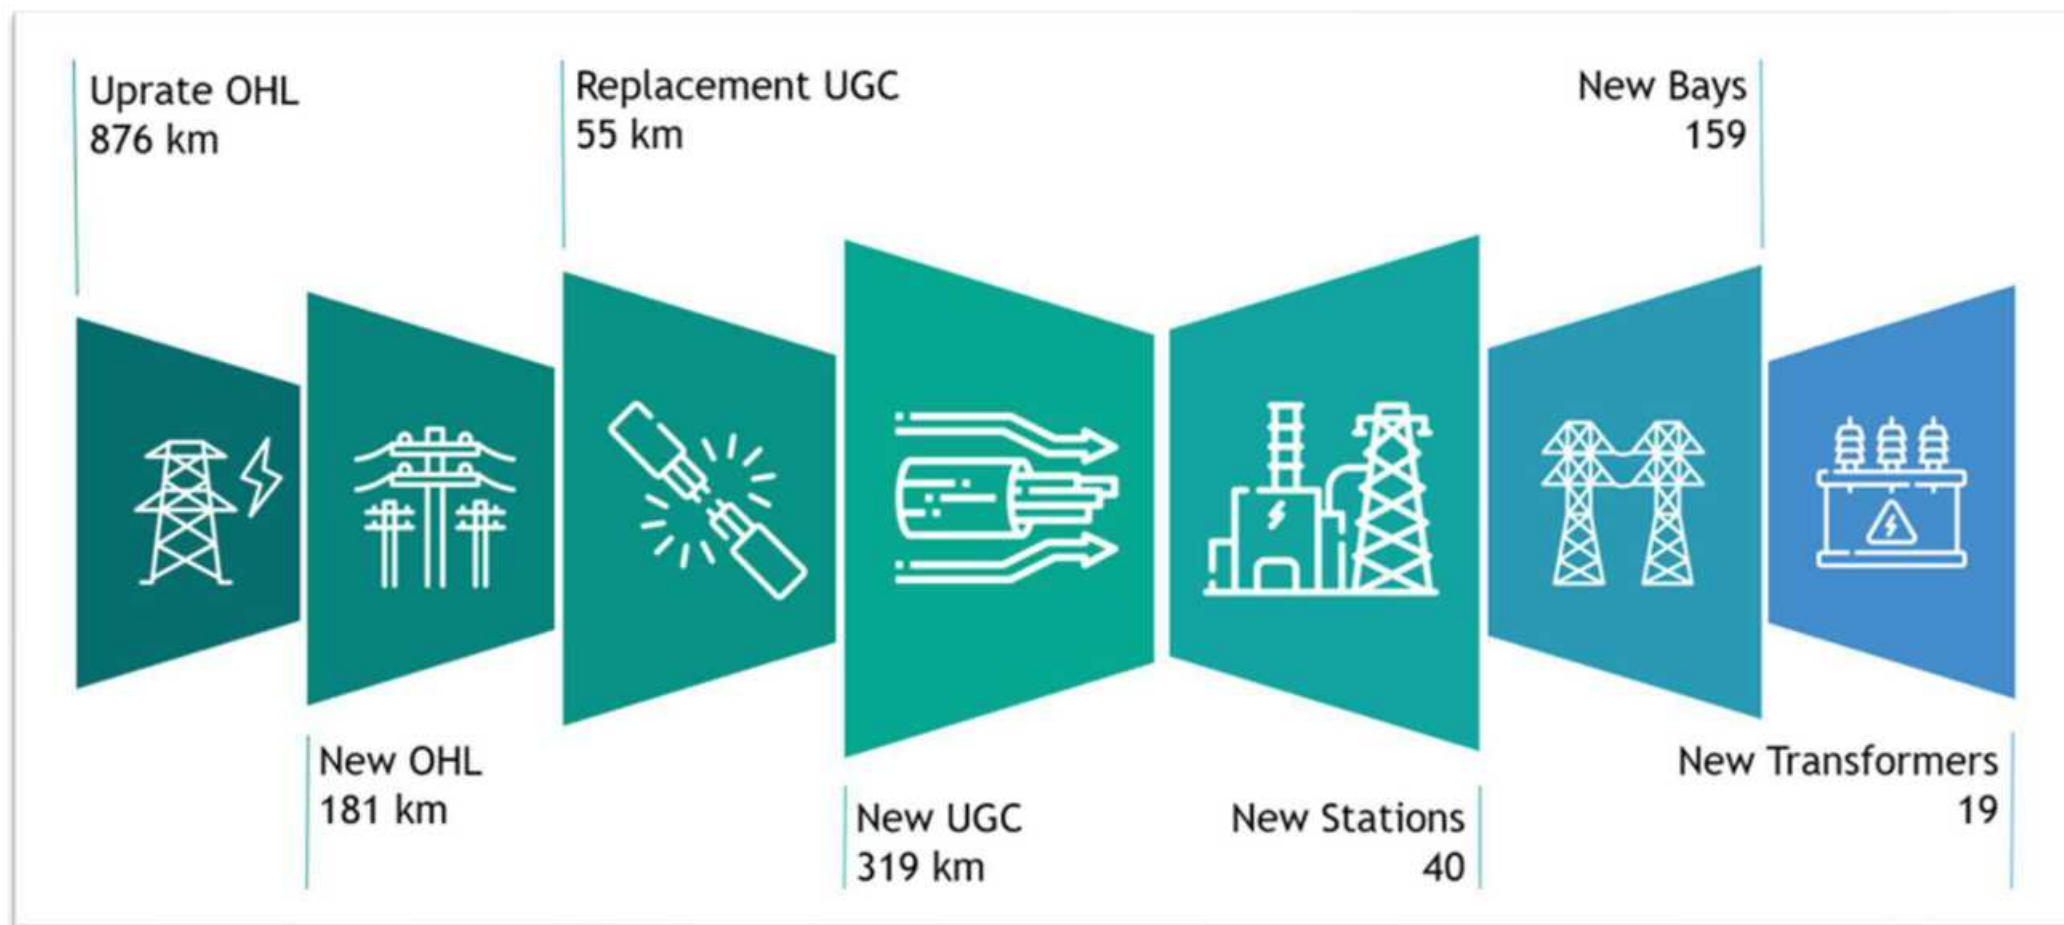 Uprate OHL
876 km
Replacement UGC
55 km
New Bays
159
New OHL
181 km
New UGC
319 km
New Stations
40
New Transformers
19